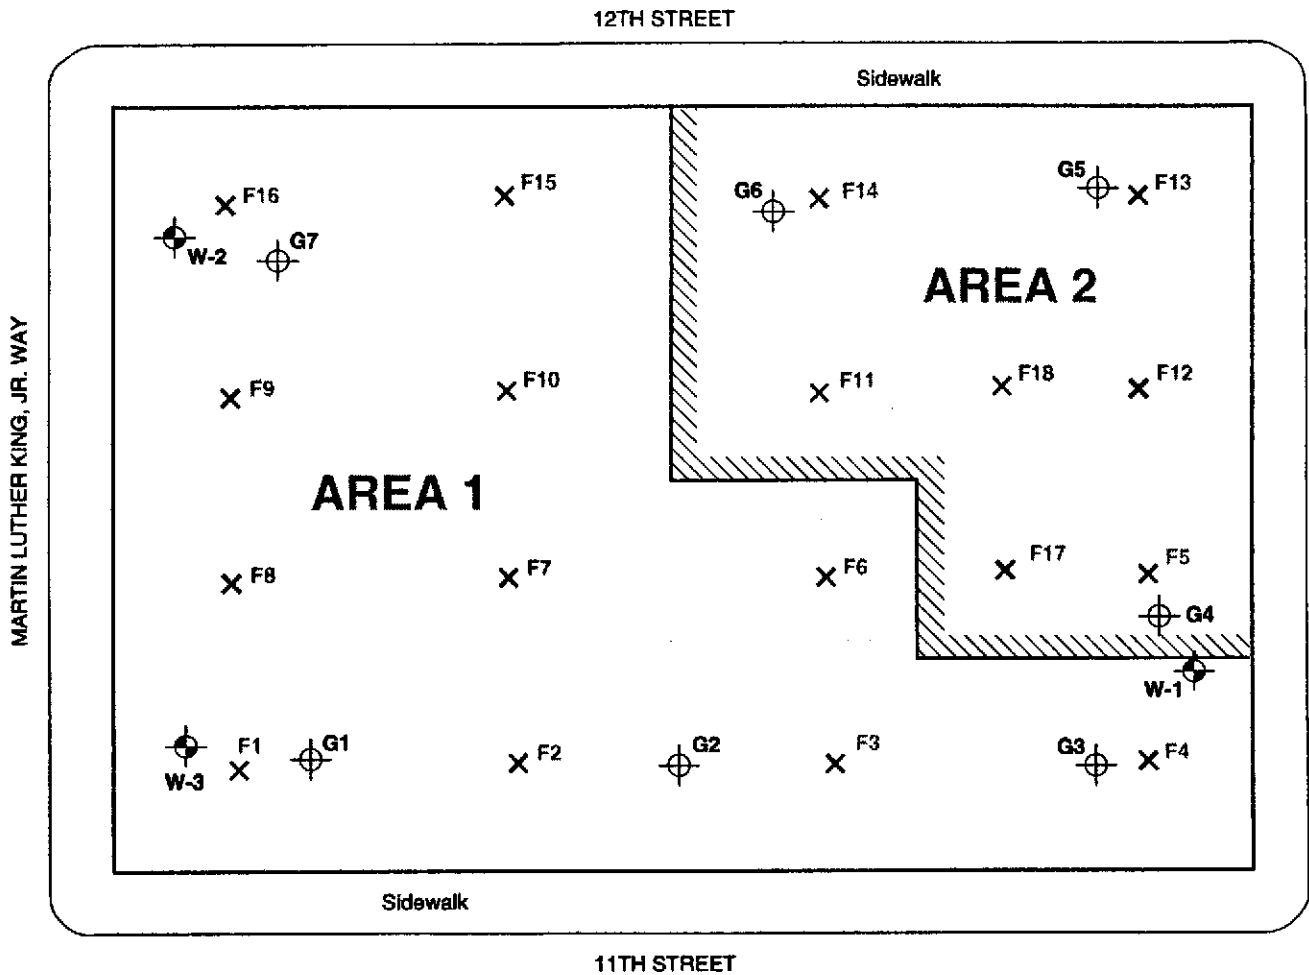 12TH STREET
Sidewalk
F16
F15
G6
F14
G5
F13
W-2
G7
AREA 2
MARTIN LUTHER KING, JR. WAY
F9
F10
F11
F18
F12
AREA 1
F8
F7
F6
F17
F5
G4
W-1
F1
G1
F2
G2
F3
G3
F4
W-3
Sidewalk
11TH STREET